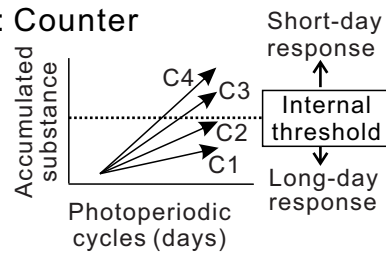 : Counter
Short-day
response
Accumulated
substance
C4
C3
C2
C1
Internal
threshold
Long-day
response
Photoperiodic
cycles (days)